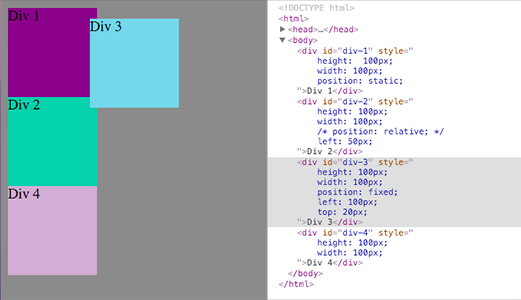 Div 1
Div 3
Div 2
Div 4
<!DOCTYPE html>
<html>
▶<head>…</head>
▼<body>
<div id="div-1" style="
height:  100px;
width: 100px;
position: static;
">Div 1</div>
<div id="div-2" style="
height: 100px;
width: 100px;
/* position: relative; */
left: 50px;
">Div 2</div>
<div id="div-3" style="
height: 100px;
width: 100px;
position: fixed;
left: 100px;
top: 20px;
">Div 3</div>
<div id="div-4" style="
height: 100px;
width: 100px;
">Div 4</div>
</body>
</html>